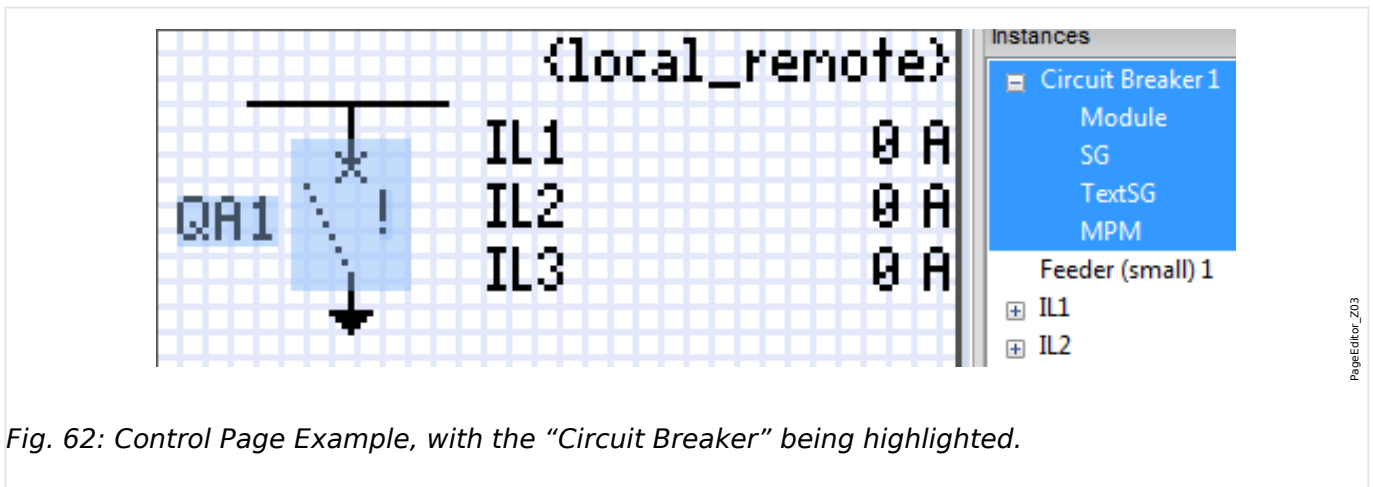 {local_remote}
QA1
!
IL1 0 A
IL2 0 A
IL3 0 A
Instances
Circuit Breaker 1
Module
SG
TextSG
MPM
Feeder (small) 1
IL1
IL2
PageEditor_Z03
Fig. 62: Control Page Example, with the “Circuit Breaker” being highlighted.